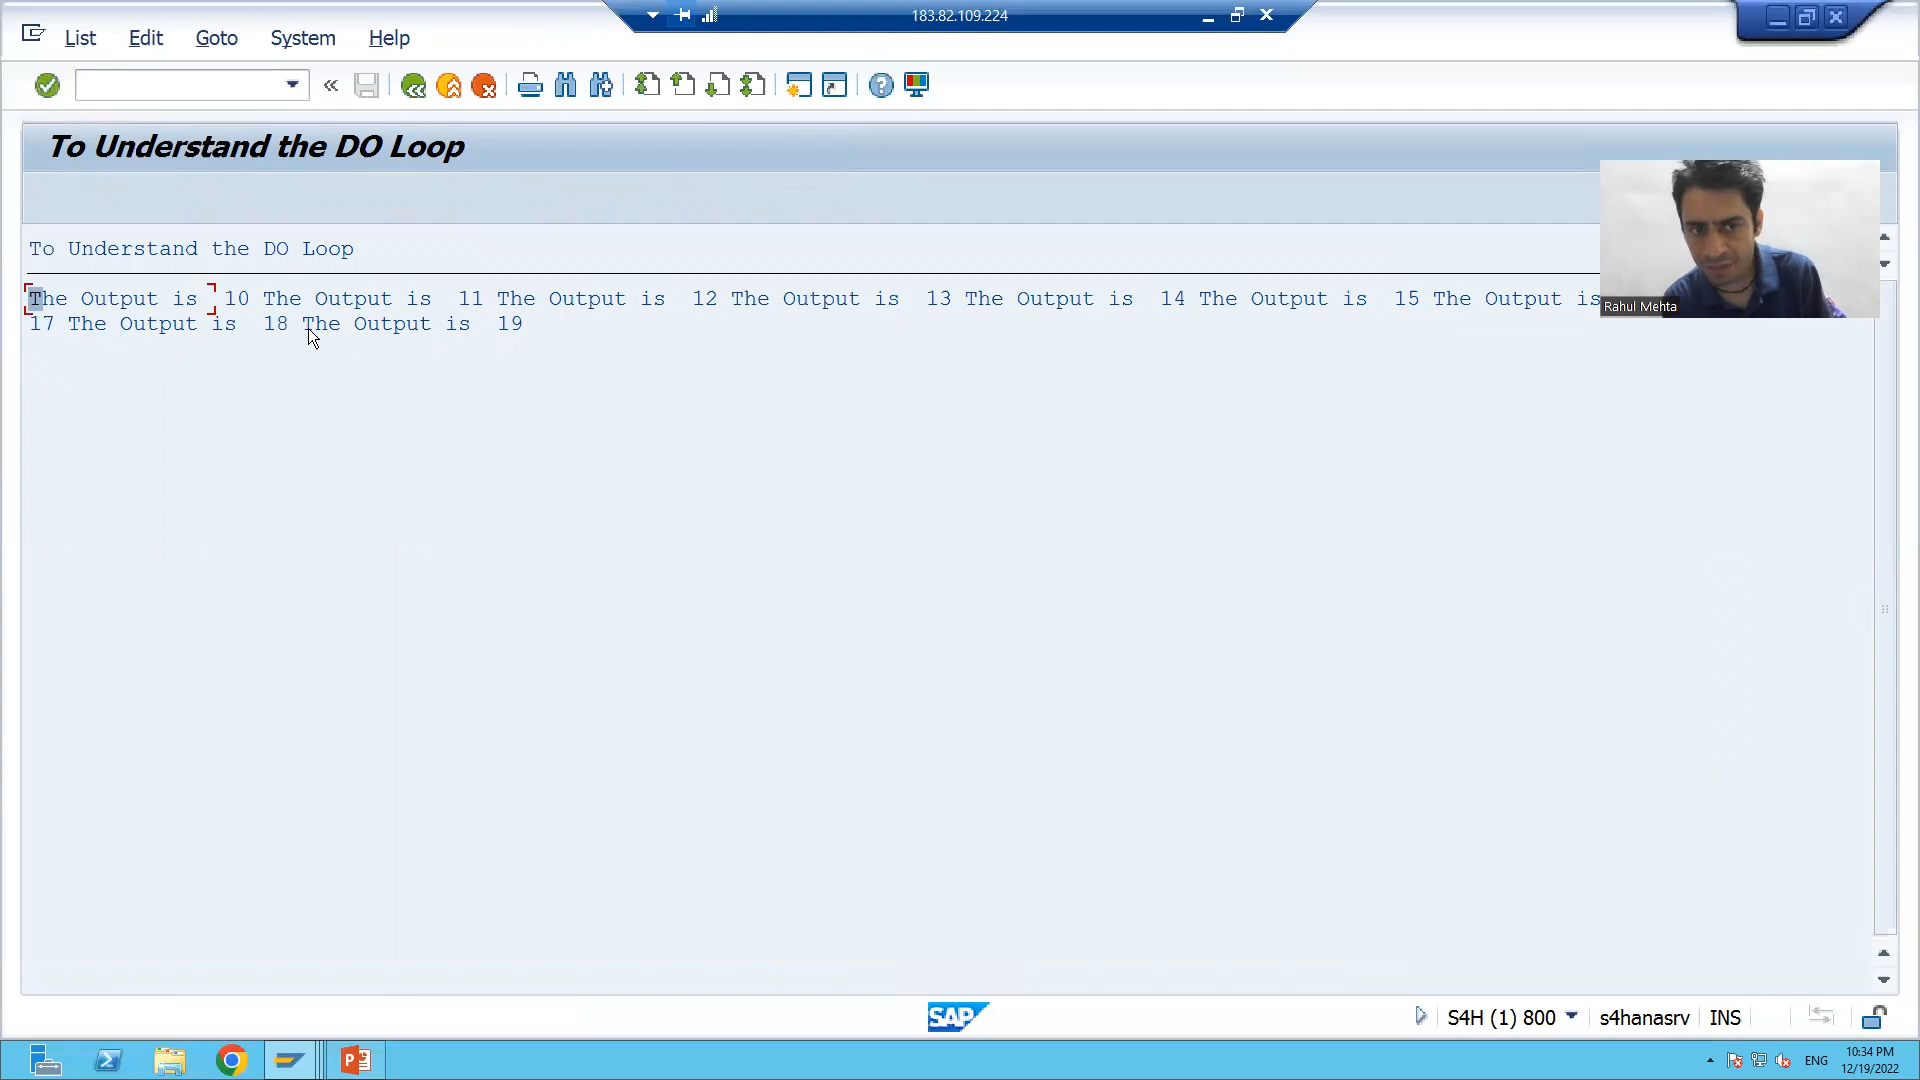 183.82.109.224
List Edit Goto System Help
To Understand the DO Loop
To Understand the DO Loop
The Output is 10 The Output is 11 The Output is 12 The Output is 13 The Output is 14 The Output is 15 The Output is
17 The Output is 18 The Output is 19
Rahul Mehta
SAP
S4H (1) 800 s4hanasrv INS
ENG
10:34 PM
12/19/2022